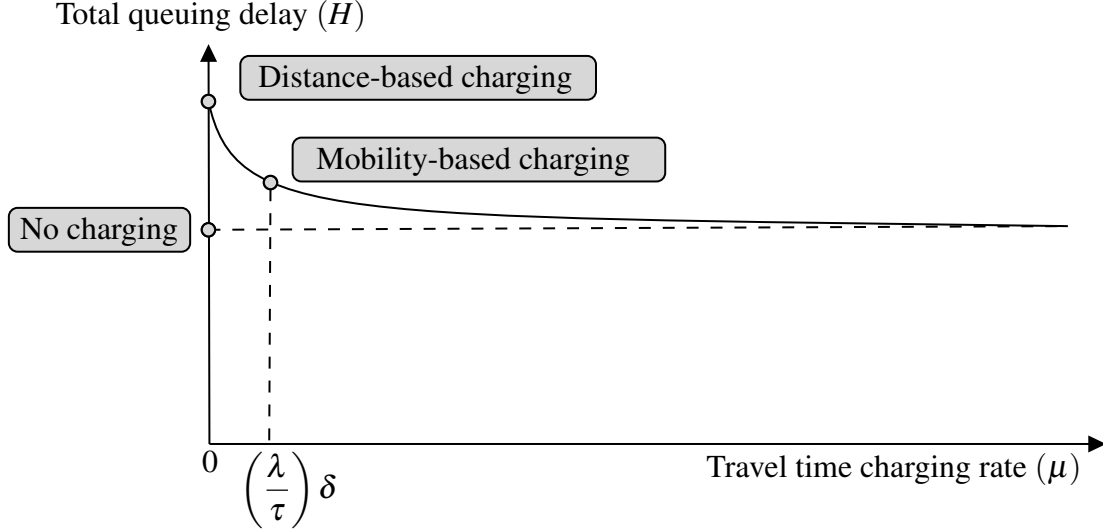 Total queuing delay (H)
Distance-based charging
Mobility-based charging
No charging
0
(λ/τ) δ
Travel time charging rate (μ)